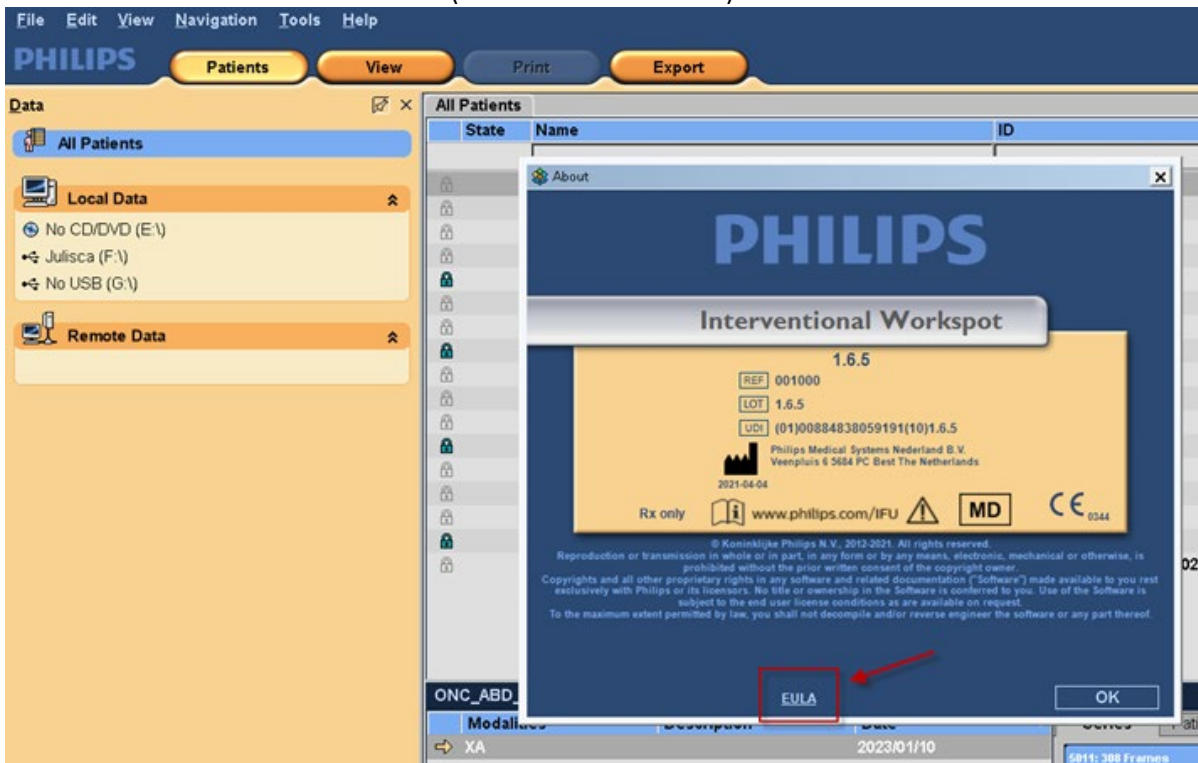 File Edit View Navigation Tools Help
PHILIPS Patients View Print Export
Data
All Patients
Local Data
No CD/DVD (E:\)
Julisca (F:\)
No USB (G:\)
Remote Data
All Patients
State Name ID
About
PHILIPS
Interventional Workspot
1.6.5
REF 001000
LOT 1.6.5
UDI (01)00884838059191(10)1.6.5
Philips Medical Systems Nederland B.V.
Veenpluis 6 5684 PC Best The Netherlands
2021-04-04
Rx only www.philips.com/IFU MD CE 0344
© Koninklijke Philips N.V., 2012-2021. All rights reserved.
Reproduction or transmission in whole or in part, in any form or by any means, electronic, mechanical or otherwise, is
prohibited without the prior written consent of the copyright owner.
Copyrights and all other proprietary rights in any software and related documentation ("Software") made available to you rest
exclusively with Philips or its licensors. No title or ownership in the Software is conferred to you. Use of the Software is
subject to the end user license conditions as are available on request.
To the maximum extent permitted by law, you shall not decompile and/or reverse engineer the software or any part thereof.
EULA OK
02
ONC_ABD_
Modalities Description Date Series
XA 2023/01/10
5011: 308 Frames